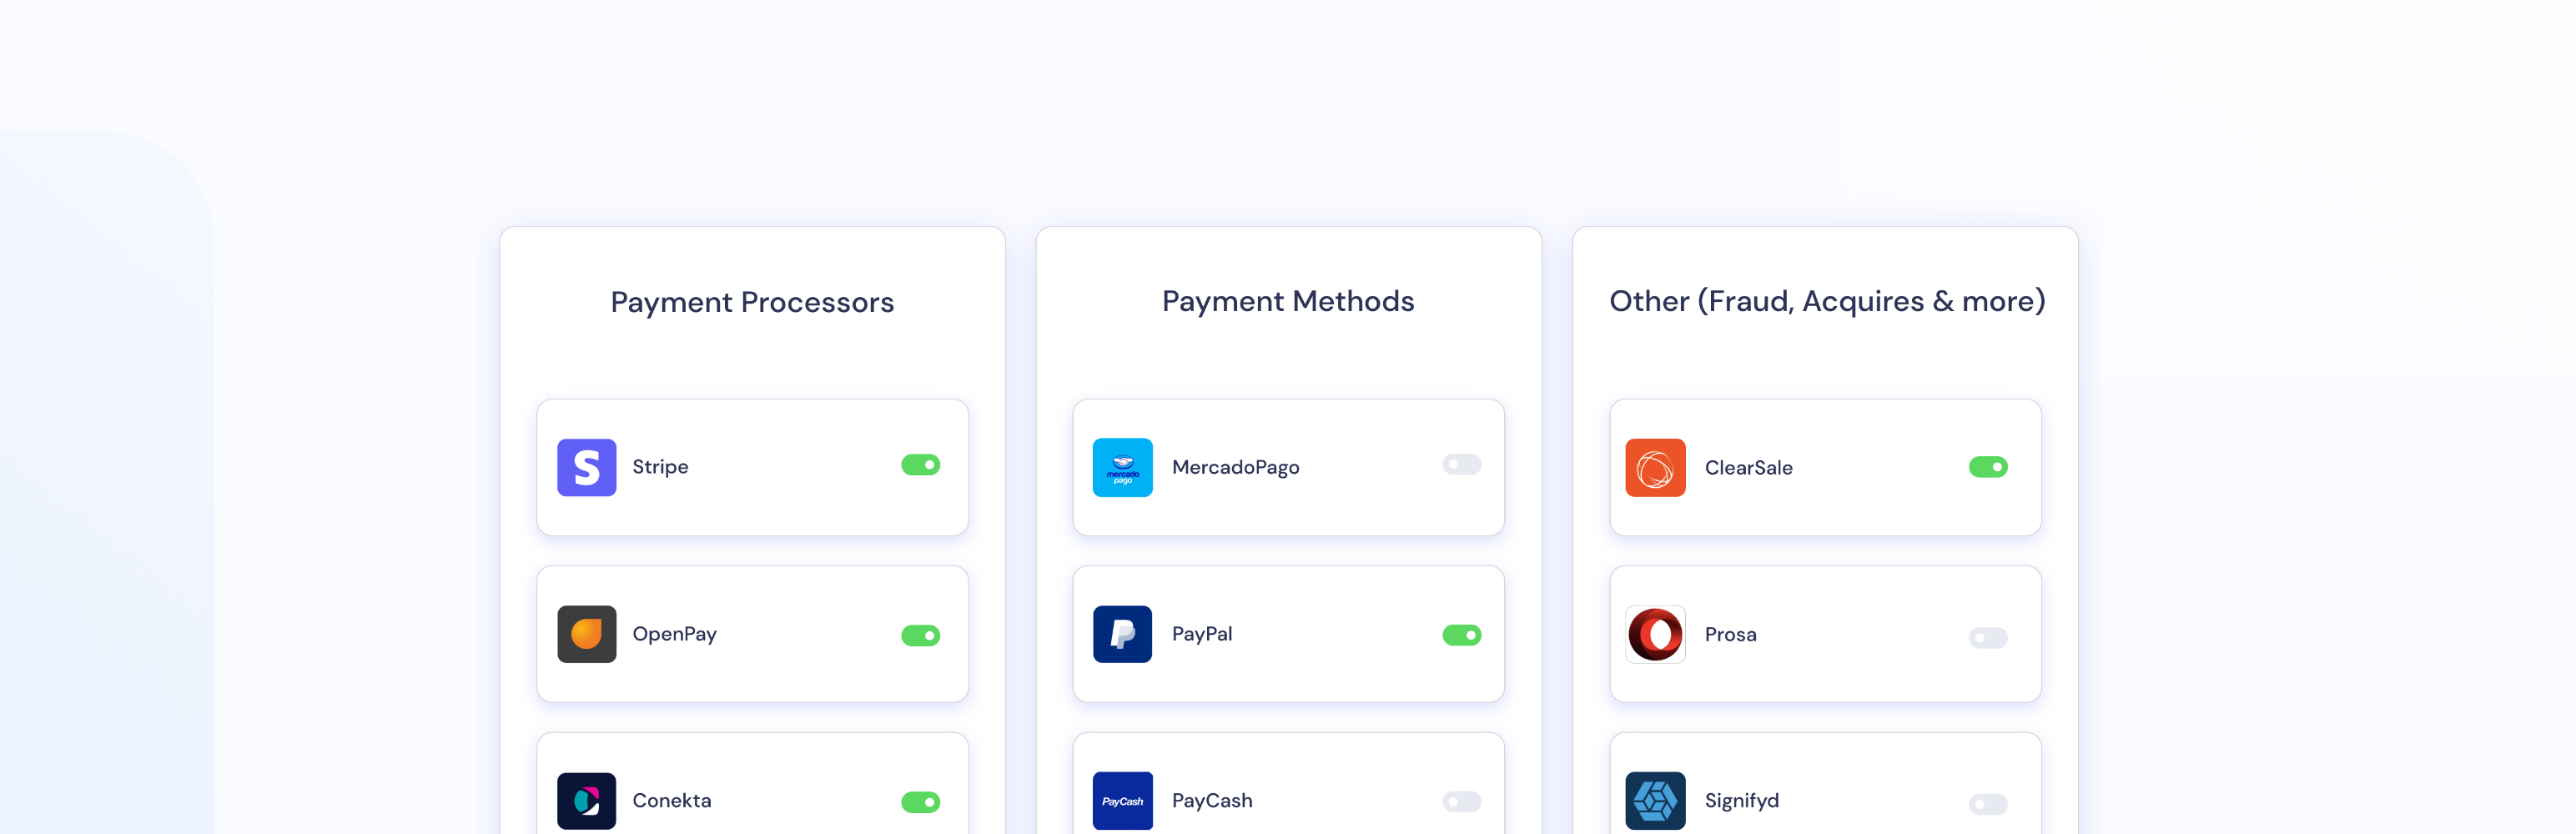 Payment Processors
Stripe
OpenPay
Conekta
Payment Methods
mercado
pago
MercadoPago
PayPal
PayCash
PayCash
Other (Fraud, Acquires & more)
ClearSale
Prosa
Signifyd